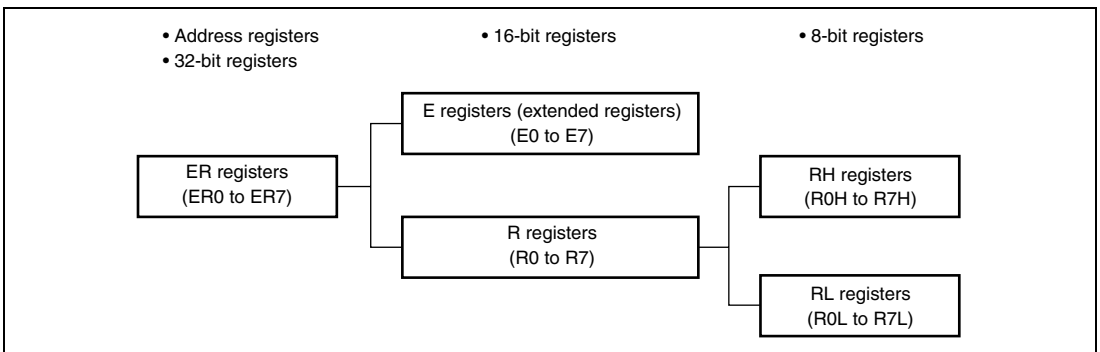 • Address registers
• 32-bit registers
• 16-bit registers
• 8-bit registers
E registers (extended registers)
(E0 to E7)
ER registers
(ER0 to ER7)
RH registers
(R0H to R7H)
R registers
(R0 to R7)
RL registers
(R0L to R7L)